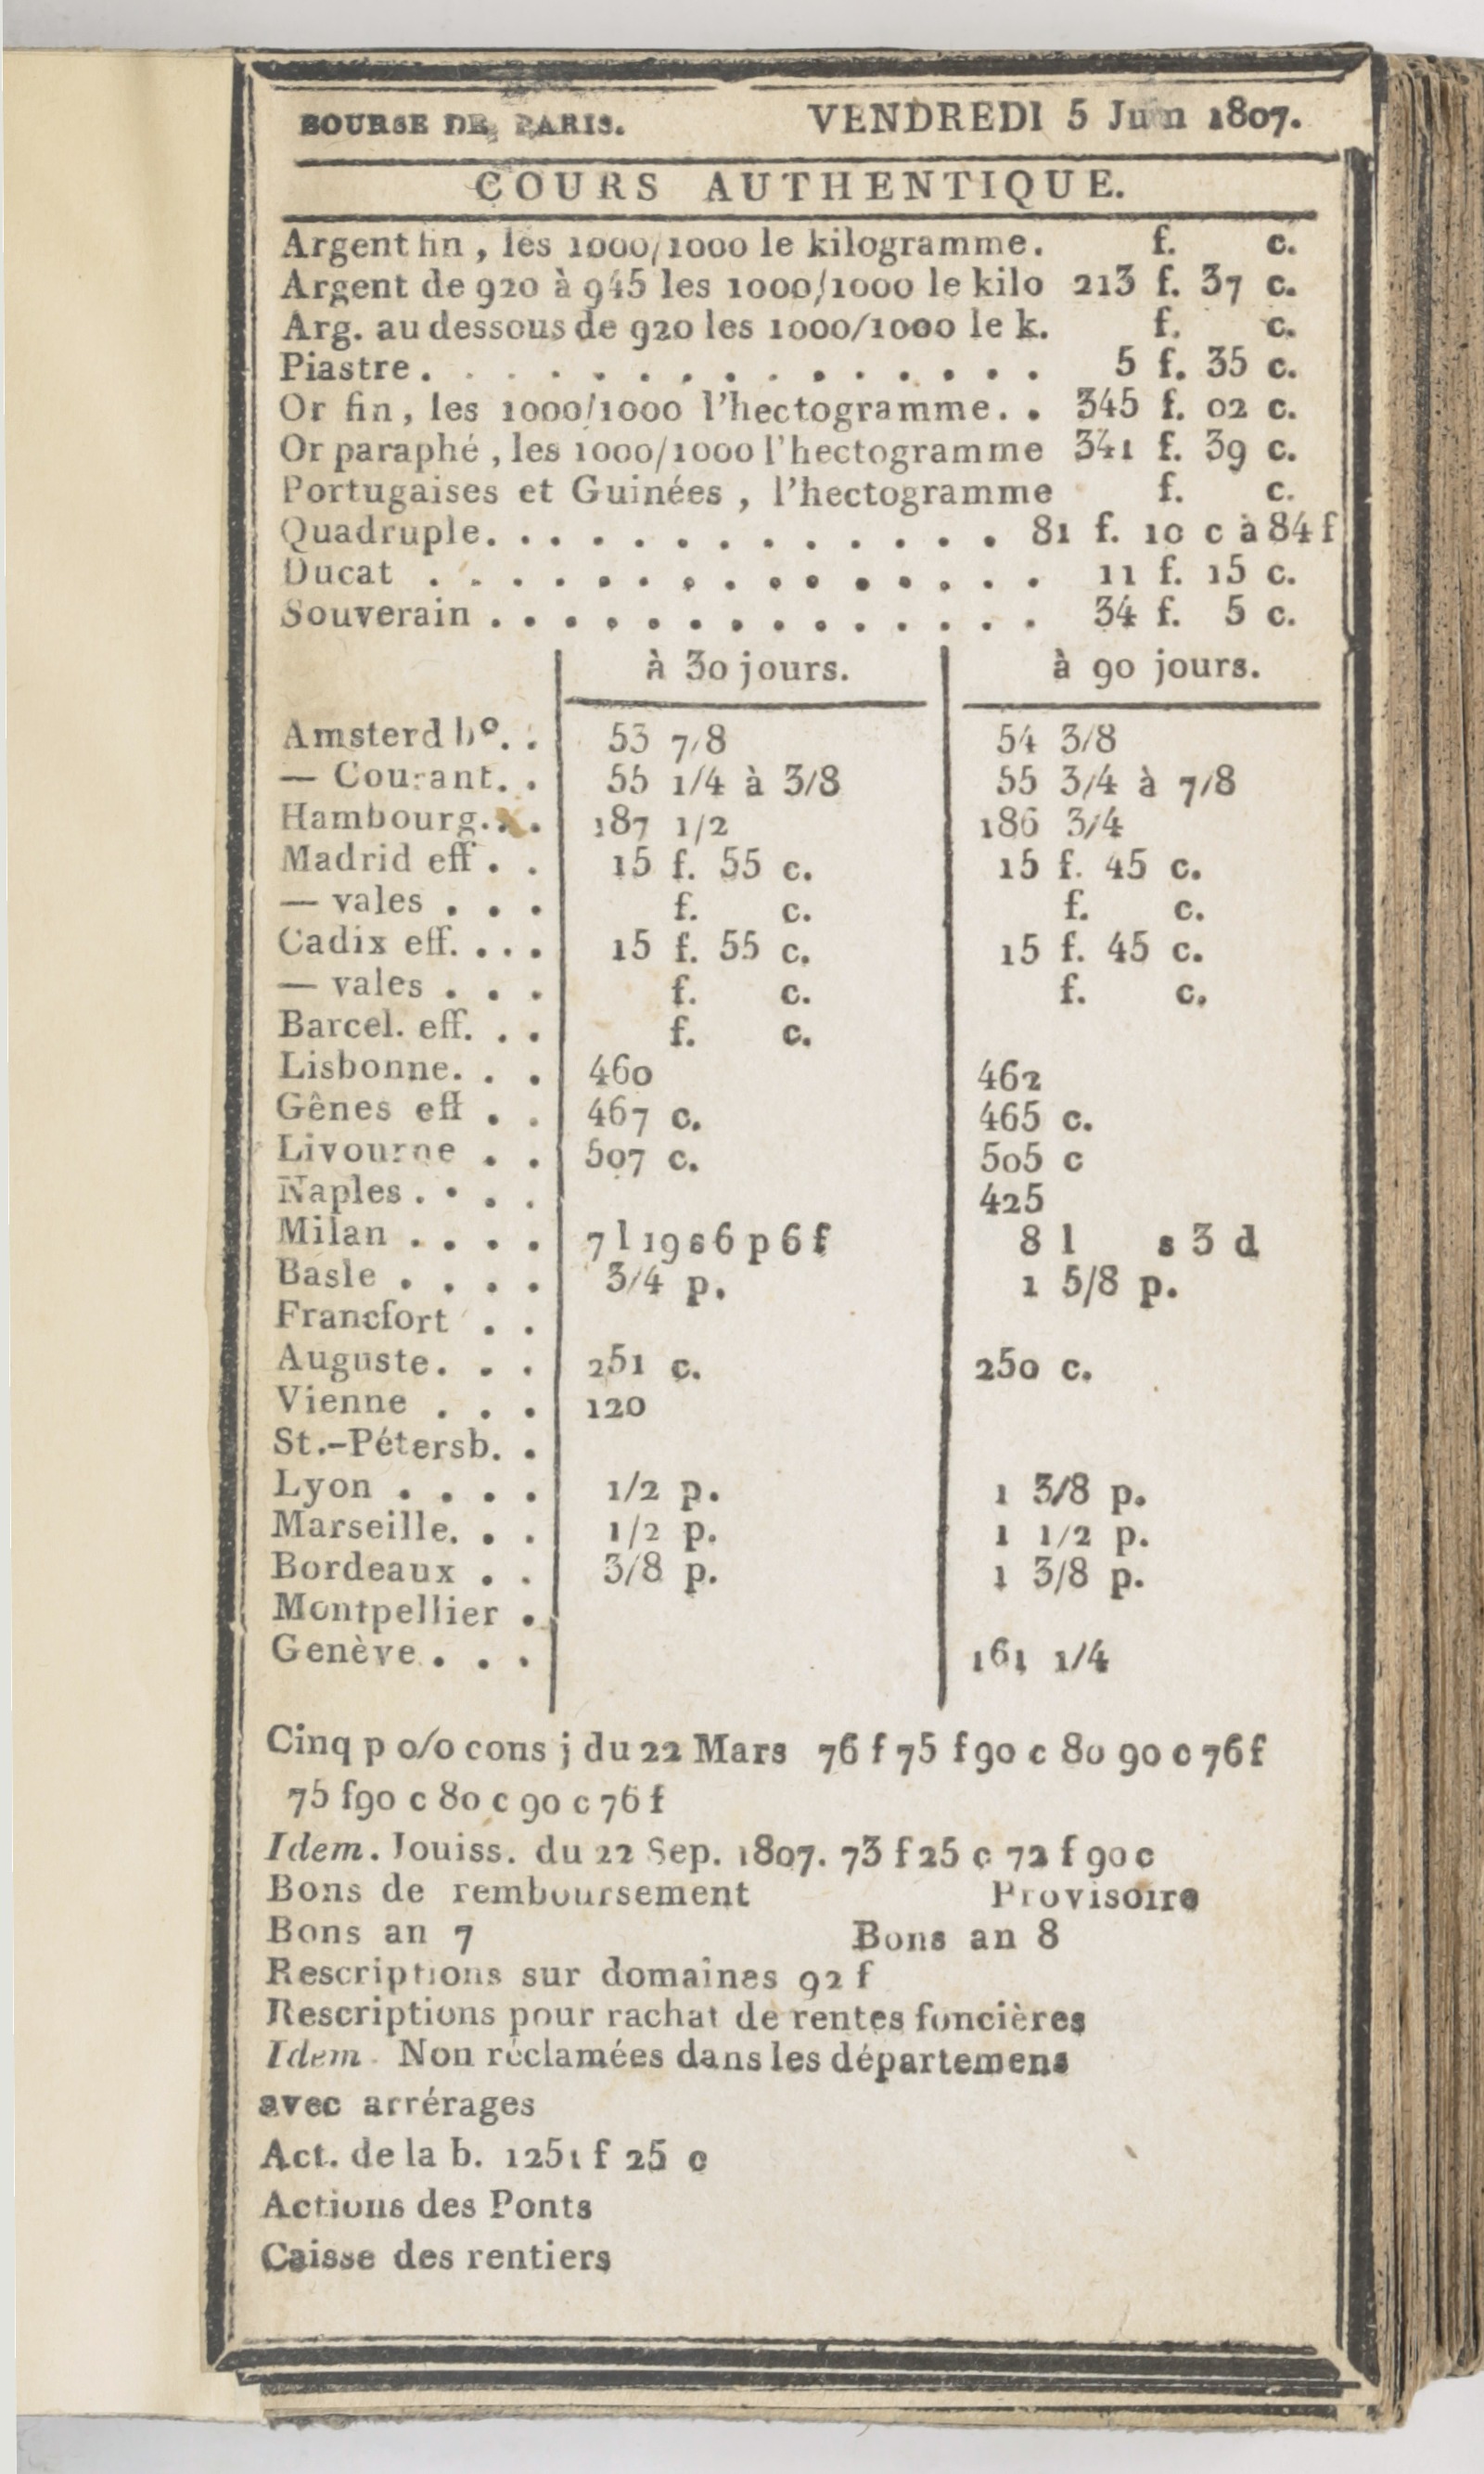 BOURSE DE PARIS. VENDREDI 5 Juin 1807.
COURS AUTHENTIQUE.
Argent fin, les 1000/1000 le kilogramme. f. c.
Argent de 920 à 945 les 1000/1000 le kilo 213 f. 37 c.
Arg. au dessous de 920 les 1000/1000 le k. f. c.
Piastre. . . . . . . . . . . . . . . 5 f. 35 c.
Or fin, les 1000/1000 l'hectogramme. . 345 f. 02 c.
Or paraphé, les 1000/1000 l'hectogramme 341 f. 39 c.
Portugaises et Guinées, l'hectogramme f. c.
Quadruple. . . . . . . . . . . . . 81 f. 10 c à 84 f
Ducat . . . . . . . . . . . . . . . 11 f. 15 c.
Souverain . . . . . . . . . . . . . . 34 f. 5 c.
à 30 jours. à 90 jours.
Amsterd bº. . 53 7/8 54 3/8
— Courant. . 55 1/4 à 3/8 55 3/4 à 7/8
Hambourg. . . 187 1/2 186 3/4
Madrid eff . . 15 f. 55 c. 15 f. 45 c.
— vales . . . f. c. f. c.
Cadix eff. . . . 15 f. 55 c. 15 f. 45 c.
— vales . . . f. c. f. c.
Barcel. eff. . . f. c.
Lisbonne. . . 460 462
Gênes eff . . 467 c. 465 c.
Livourne . . 507 c. 505 c
Naples . . . . 425
Milan . . . . 7 l 19 s 6 p 6 f 8 l s 3 d
Basle . . . . 3/4 p. 1 5/8 p.
Francfort . .
Auguste. . . 251 c. 250 c.
Vienne . . . 120
St.-Pétersb. .
Lyon . . . . 1/2 p. 1 3/8 p.
Marseille. . . 1/2 p. 1 1/2 p.
Bordeaux . . 3/8 p. 1 3/8 p.
Montpellier .
Genève . . . 161 1/4
Cinq p o/o cons j du 22 Mars 76 f 75 f 90 c 80 90 c 76 f
75 f 90 c 80 c 90 c 76 f
Idem. Jouiss. du 22 Sep. 1807. 73 f 25 c 72 f 90 c
Bons de remboursement Provisoire
Bons an 7 Bons an 8
Rescriptions sur domaines 92 f
Rescriptions pour rachat de rentes foncières
Idem. Non réclamées dans les départemens
avec arrérages
Act. de la b. 1251 f 25 c
Actions des Ponts
Caisse des rentiers